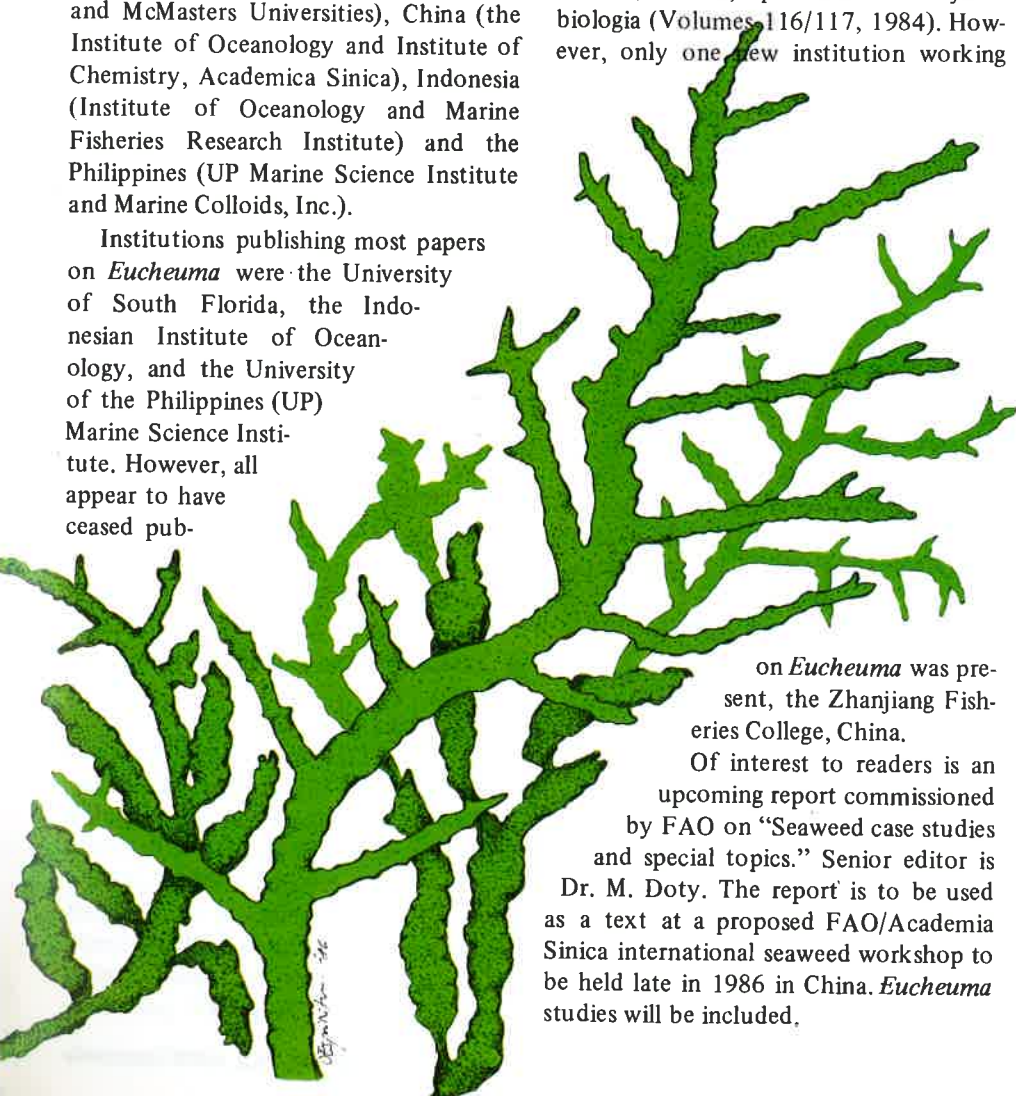 and McMasters Universities), China (the
Institute of Oceanology and Institute of
Chemistry, Academica Sinica), Indonesia
(Institute of Oceanology and Marine
Fisheries Research Institute) and the
Philippines (UP Marine Science Institute
and Marine Colloids, Inc.).
Institutions publishing most papers
on Eucheuma were the University
of South Florida, the Indo-
nesian Institute of Ocean-
ology, and the University
of the Philippines (UP)
Marine Science Insti-
tute. However, all
appear to have
ceased pub-
biologia (Volumes 116/117, 1984). How-
ever, only one new institution working
on Eucheuma was pre-
sent, the Zhanjiang Fish-
eries College, China.
Of interest to readers is an
upcoming report commissioned
by FAO on “Seaweed case studies
and special topics.” Senior editor is
Dr. M. Doty. The report is to be used
as a text at a proposed FAO/Academia
Sinica international seaweed workshop to
be held late in 1986 in China. Eucheuma
studies will be included.